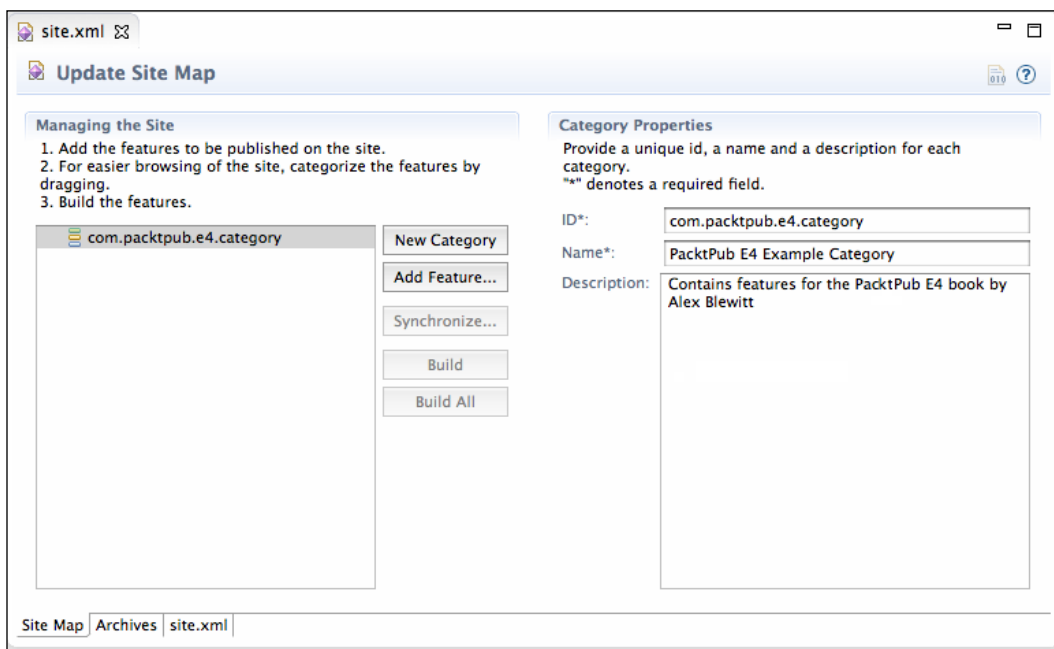 site.xml
Update Site Map
010
Managing the Site
1. Add the features to be published on the site.
2. For easier browsing of the site, categorize the features by
dragging.
3. Build the features.
com.packtpub.e4.category
New Category
Add Feature...
Synchronize...
Build
Build All
Category Properties
Provide a unique id, a name and a description for each
category.
"*" denotes a required field.
ID*:
com.packtpub.e4.category
Name*:
PacktPub E4 Example Category
Description:
Contains features for the PacktPub E4 book by
Alex Blewitt
Site Map
Archives
site.xml